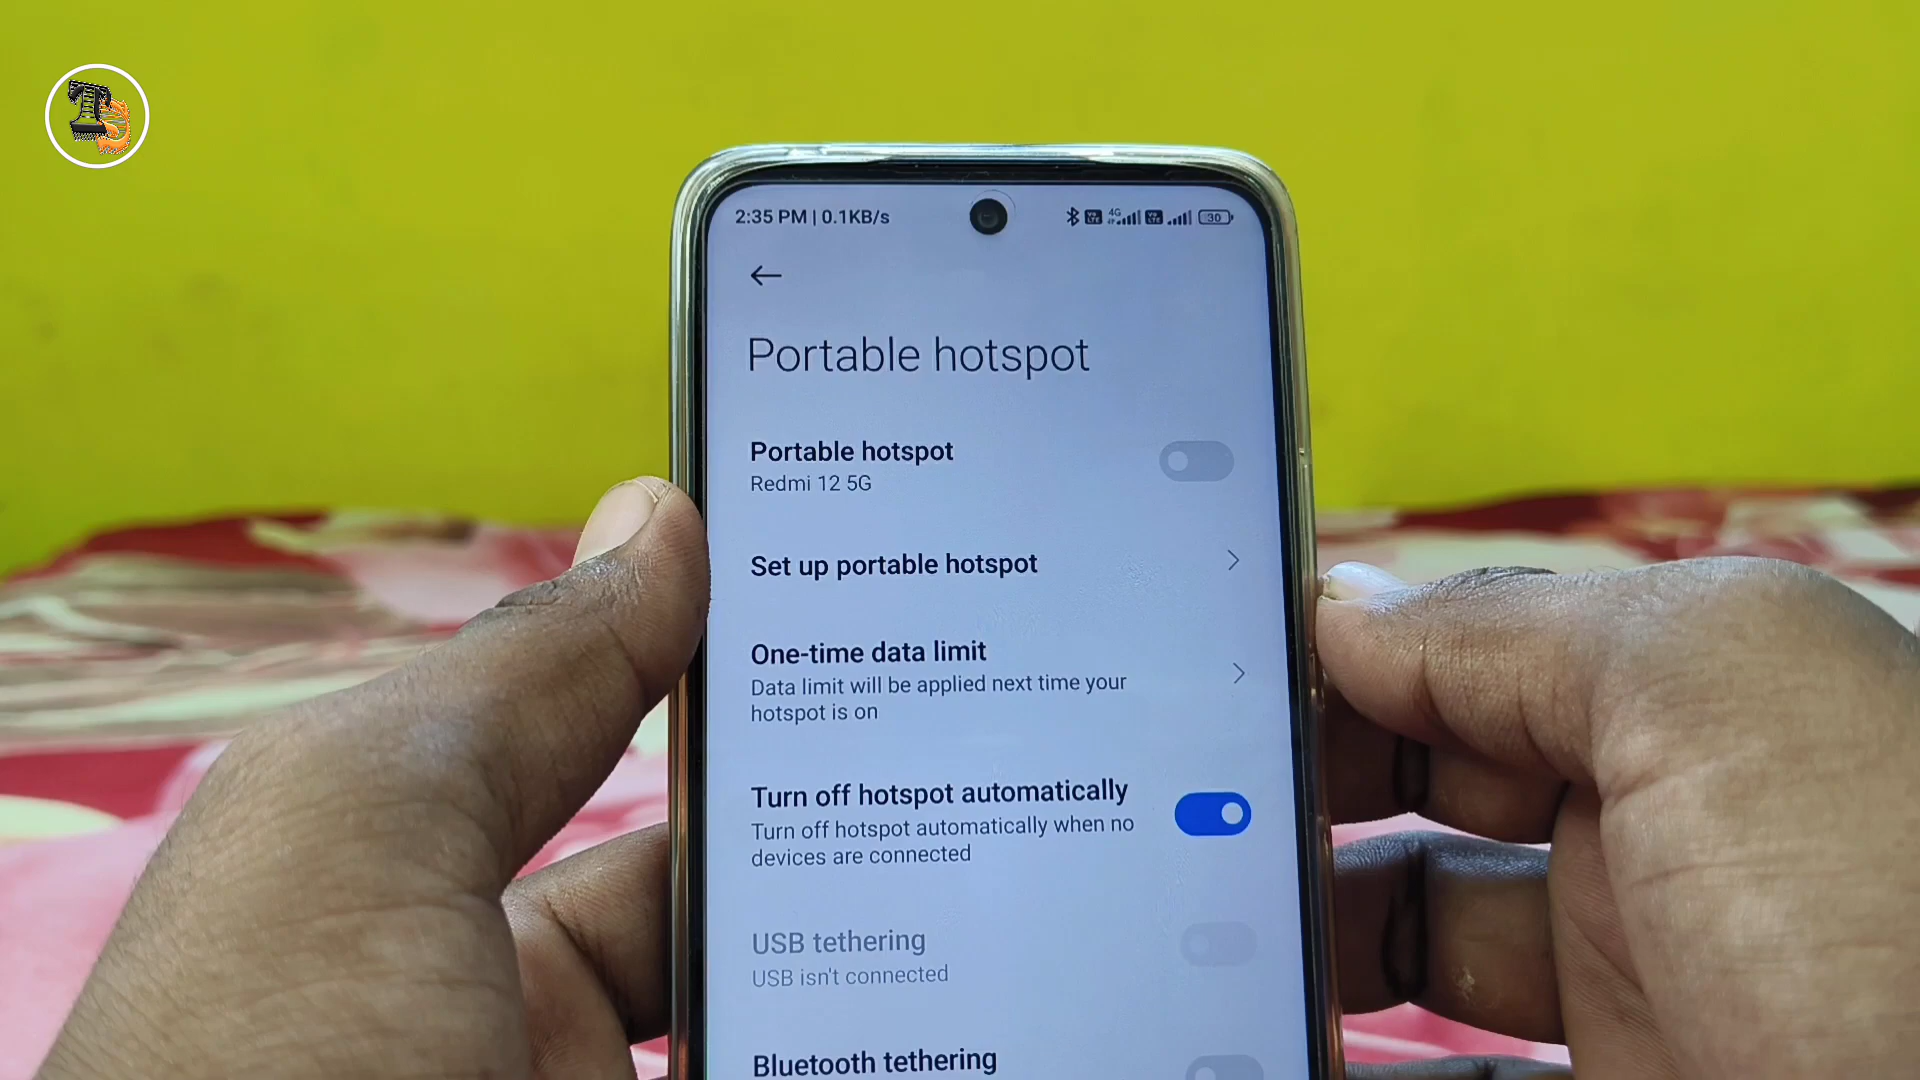 2:35 PM | 0.1KB/s 4G 30
Portable hotspot
Portable hotspot
Redmi 12 5G
Set up portable hotspot
One-time data limit
Data limit will be applied next time your
hotspot is on
Turn off hotspot automatically
Turn off hotspot automatically when no
devices are connected
USB tethering
USB isn't connected
Bluetooth tethering